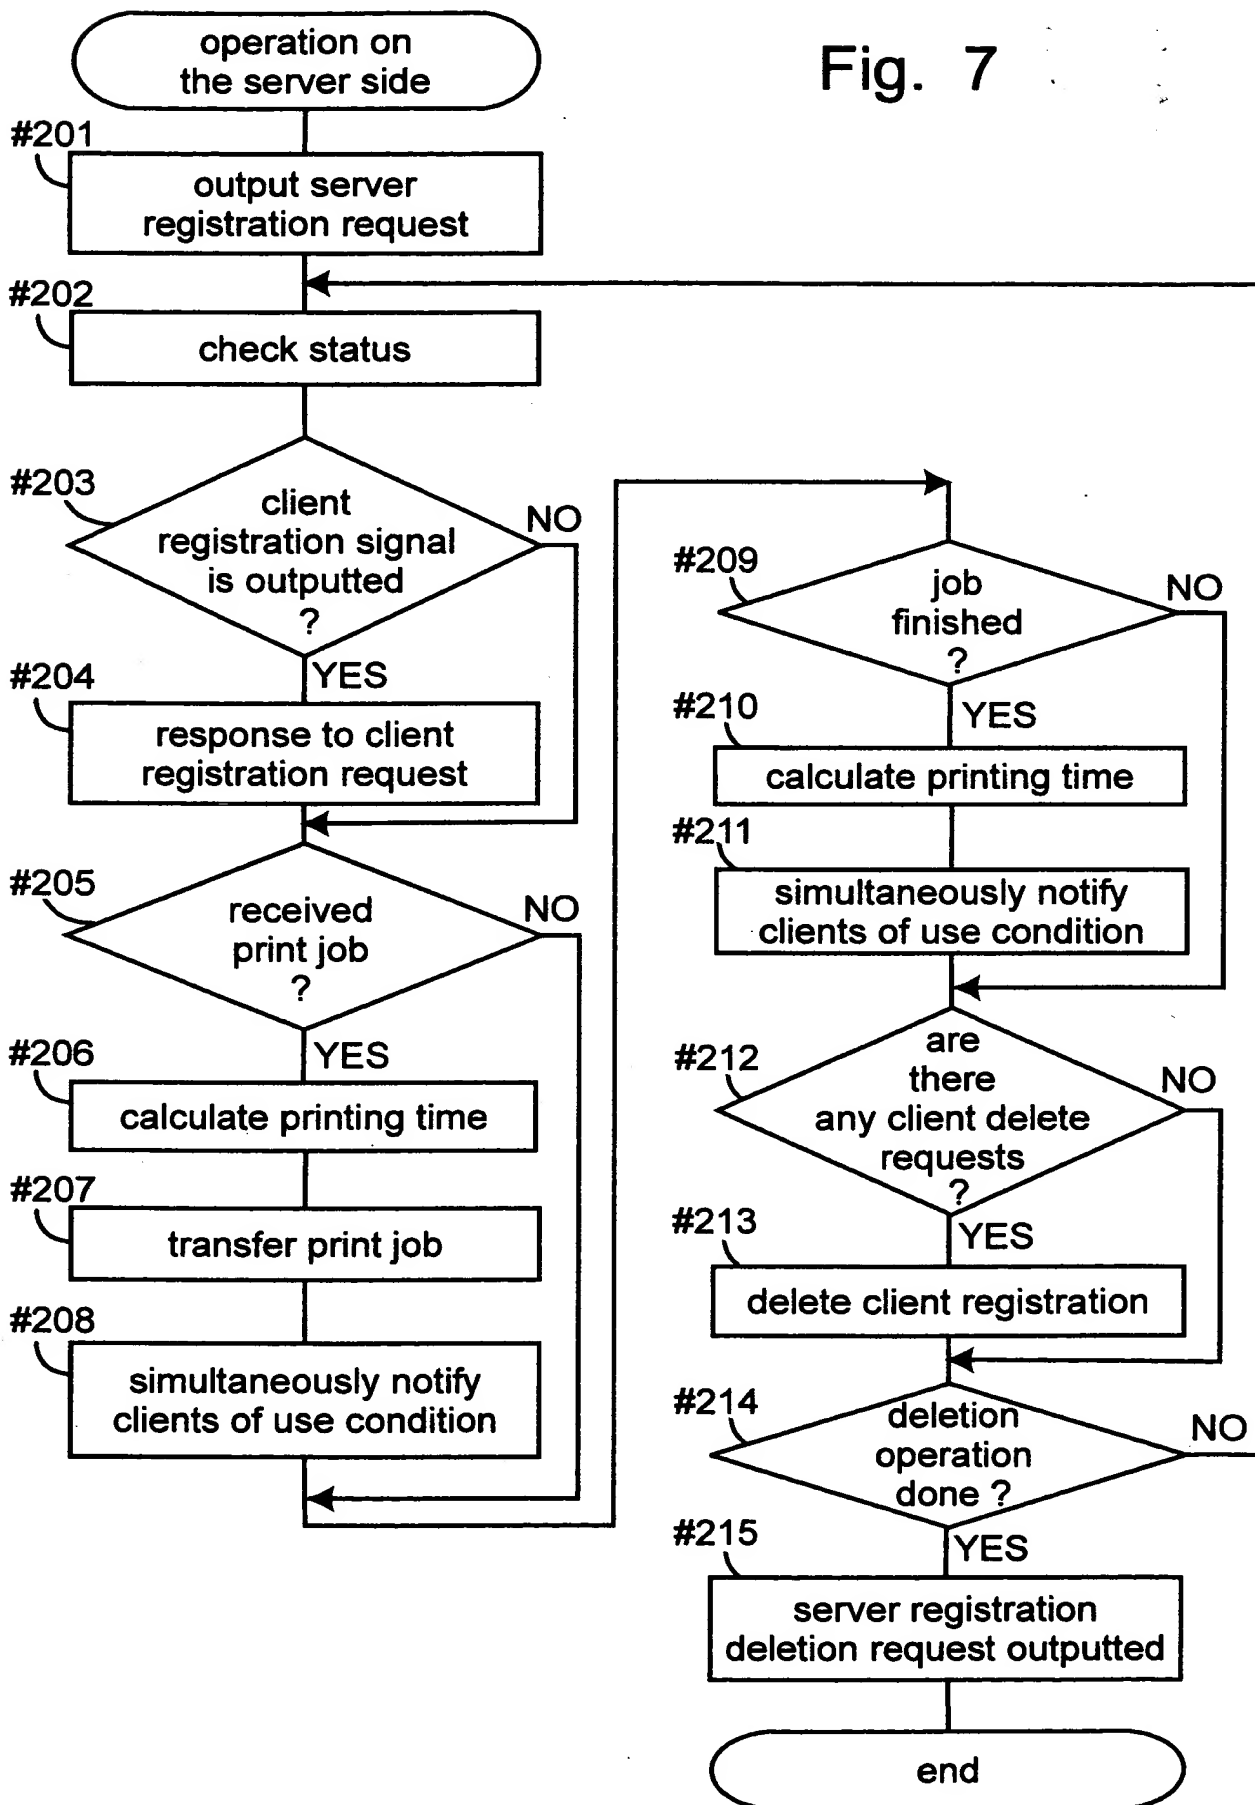 Fig. 7
operation on
the server side
#201
output server
registration request
#202
check status
#203
client
registration signal
is outputted
?
NO
YES
#204
response to client
registration request
#205
received
print job
?
NO
YES
#206
calculate printing time
#207
transfer print job
#208
simultaneously notify
clients of use condition
#209
job
finished
?
NO
YES
#210
calculate printing time
#211
simultaneously notify
clients of use condition
#212
are
there
any client delete
requests
?
NO
YES
#213
delete client registration
#214
deletion
operation
done ?
NO
YES
#215
server registration
deletion request outputted
end